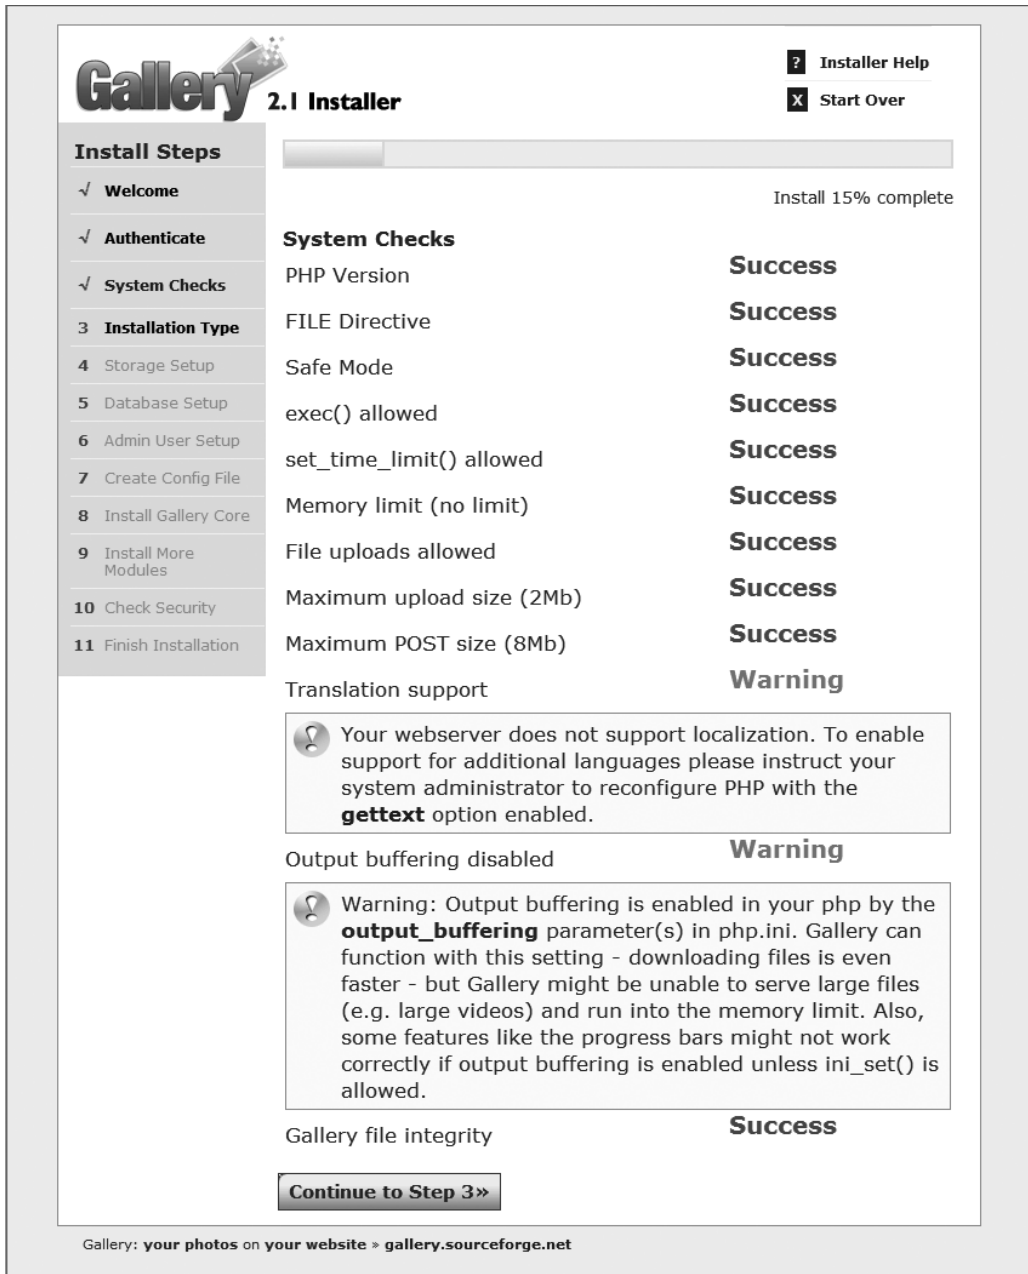 Gallery
2.1 Installer
? Installer Help
X Start Over
Install Steps
√ Welcome
√ Authenticate
√ System Checks
3 Installation Type
4 Storage Setup
5 Database Setup
6 Admin User Setup
7 Create Config File
8 Install Gallery Core
9 Install More
Modules
10 Check Security
11 Finish Installation
Install 15% complete
System Checks
PHP Version Success
FILE Directive Success
Safe Mode Success
exec() allowed Success
set_time_limit() allowed Success
Memory limit (no limit) Success
File uploads allowed Success
Maximum upload size (2Mb) Success
Maximum POST size (8Mb) Success
Translation support Warning
Your webserver does not support localization. To enable
support for additional languages please instruct your
system administrator to reconfigure PHP with the
gettext option enabled.
Output buffering disabled Warning
Warning: Output buffering is enabled in your php by the
output_buffering parameter(s) in php.ini. Gallery can
function with this setting - downloading files is even
faster - but Gallery might be unable to serve large files
(e.g. large videos) and run into the memory limit. Also,
some features like the progress bars might not work
correctly if output buffering is enabled unless ini_set() is
allowed.
Gallery file integrity Success
Continue to Step 3»
Gallery: your photos on your website » gallery.sourceforge.net